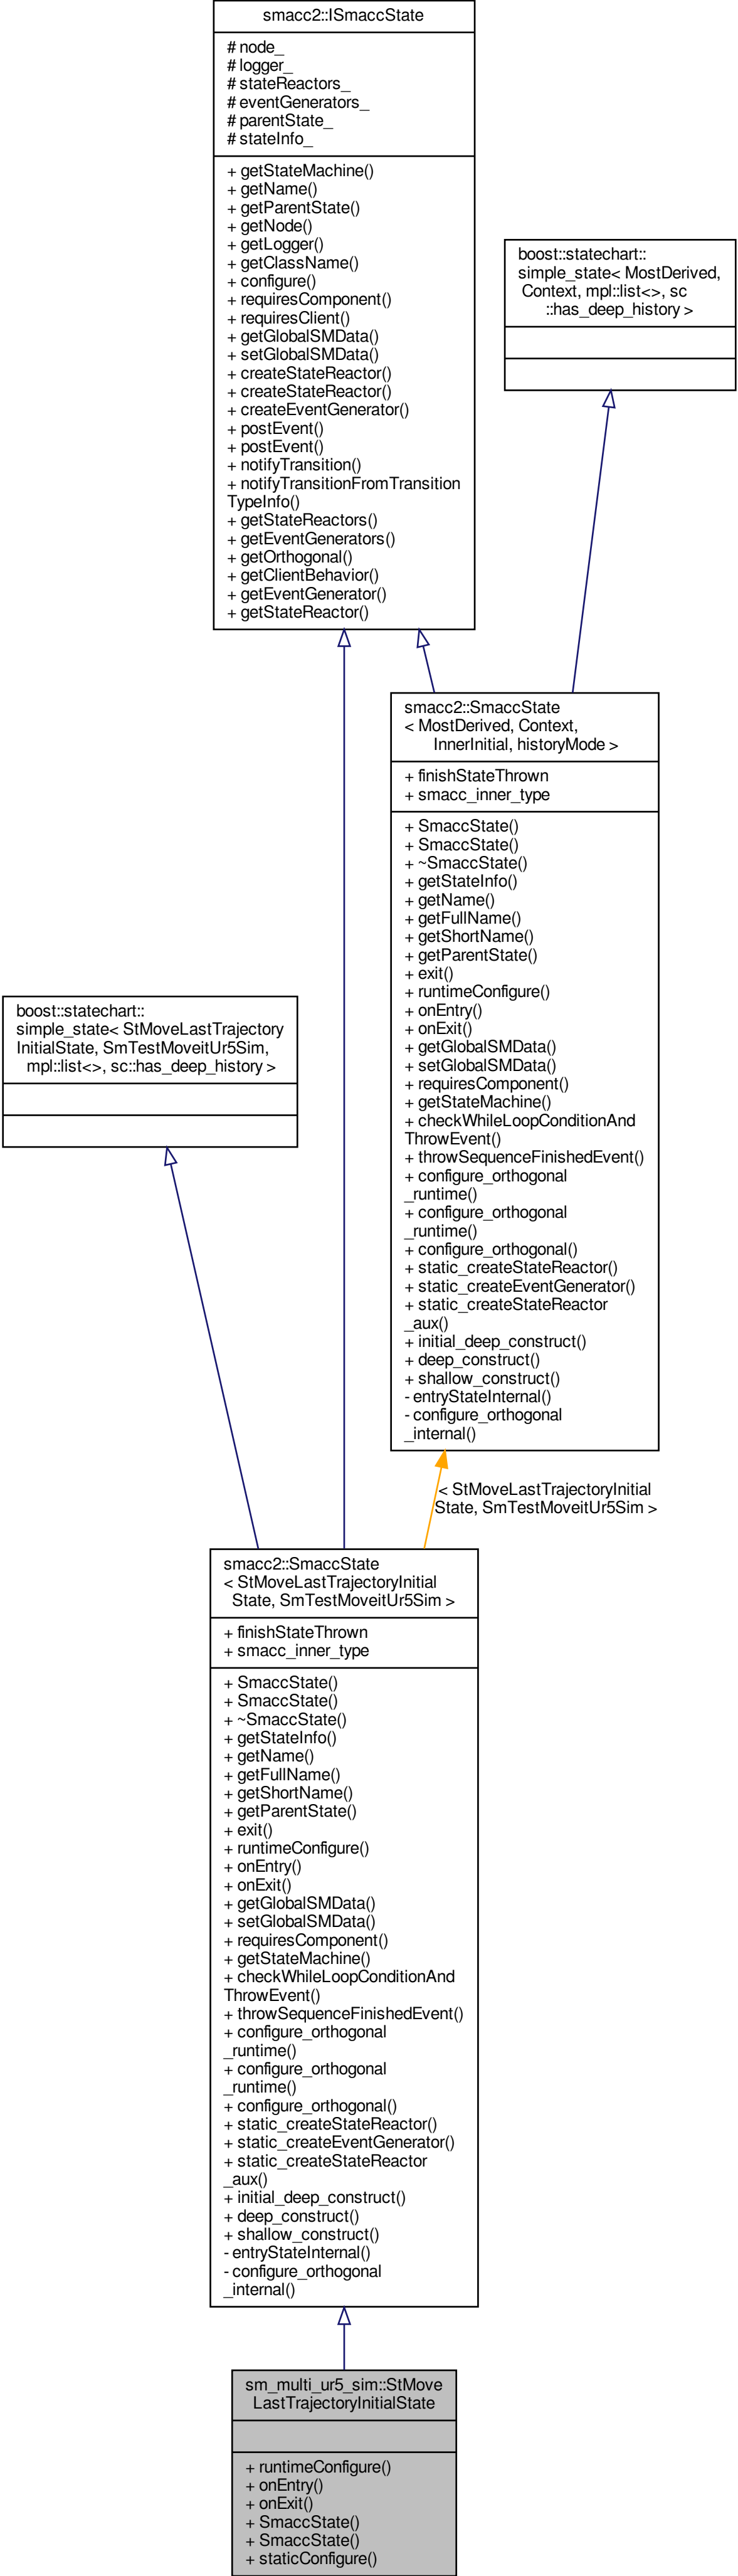 smacc2::ISmaccState
# node_
# logger_
# stateReactors_
# eventGenerators_
# parentState_
# stateInfo_
+ getStateMachine()
+ getName()
+ getParentState()
+ getNode()
+ getLogger()
+ getClassName()
+ configure()
+ requiresComponent()
+ requiresClient()
+ getGlobalSMData()
+ setGlobalSMData()
+ createStateReactor()
+ createStateReactor()
+ createEventGenerator()
+ postEvent()
+ postEvent()
+ notifyTransition()
+ notifyTransitionFromTransition
TypeInfo()
+ getStateReactors()
+ getEventGenerators()
+ getOrthogonal()
+ getClientBehavior()
+ getEventGenerator()
+ getStateReactor()
boost::statechart::
simple_state< MostDerived,
Context, mpl::list<>, sc
::has_deep_history >
smacc2::SmaccState
< MostDerived, Context,
InnerInitial, historyMode >
+ finishStateThrown
+ smacc_inner_type
+ SmaccState()
+ SmaccState()
+ ~SmaccState()
+ getStateInfo()
+ getName()
+ getFullName()
+ getShortName()
+ getParentState()
+ exit()
+ runtimeConfigure()
+ onEntry()
+ onExit()
+ getGlobalSMData()
+ setGlobalSMData()
+ requiresComponent()
+ getStateMachine()
+ checkWhileLoopConditionAnd
ThrowEvent()
+ throwSequenceFinishedEvent()
+ configure_orthogonal
_runtime()
+ configure_orthogonal
_runtime()
+ configure_orthogonal()
+ static_createStateReactor()
+ static_createEventGenerator()
+ static_createStateReactor
_aux()
+ initial_deep_construct()
+ deep_construct()
+ shallow_construct()
- entryStateInternal()
- configure_orthogonal
_internal()
boost::statechart::
simple_state< StMoveLastTrajectory
InitialState, SmTestMoveitUr5Sim,
mpl::list<>, sc::has_deep_history >
< StMoveLastTrajectoryInitial
State, SmTestMoveitUr5Sim >
smacc2::SmaccState
< StMoveLastTrajectoryInitial
State, SmTestMoveitUr5Sim >
+ finishStateThrown
+ smacc_inner_type
+ SmaccState()
+ SmaccState()
+ ~SmaccState()
+ getStateInfo()
+ getName()
+ getFullName()
+ getShortName()
+ getParentState()
+ exit()
+ runtimeConfigure()
+ onEntry()
+ onExit()
+ getGlobalSMData()
+ setGlobalSMData()
+ requiresComponent()
+ getStateMachine()
+ checkWhileLoopConditionAnd
ThrowEvent()
+ throwSequenceFinishedEvent()
+ configure_orthogonal
_runtime()
+ configure_orthogonal
_runtime()
+ configure_orthogonal()
+ static_createStateReactor()
+ static_createEventGenerator()
+ static_createStateReactor
_aux()
+ initial_deep_construct()
+ deep_construct()
+ shallow_construct()
- entryStateInternal()
- configure_orthogonal
_internal()
sm_multi_ur5_sim::StMove
LastTrajectoryInitialState
+ runtimeConfigure()
+ onEntry()
+ onExit()
+ SmaccState()
+ SmaccState()
+ staticConfigure()